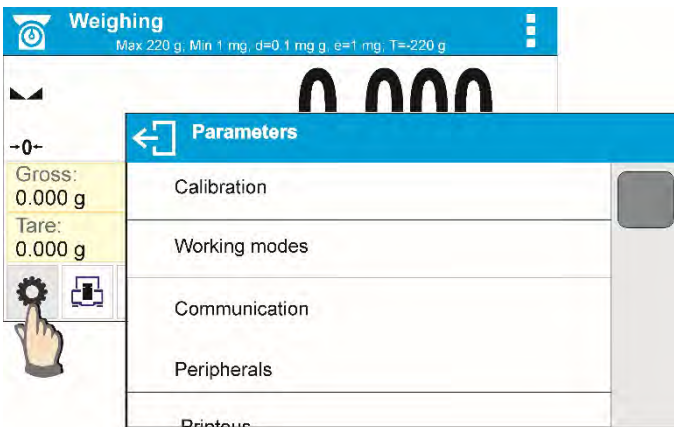 Weighing
Max 220 g, Min 1 mg, d=0.1 mg g, e=1 mg; T=-220 g
0.000
→0←
Gross:
0.000 g
Tare:
0.000 g
Parameters
Calibration
Working modes
Communication
Peripherals
Printous